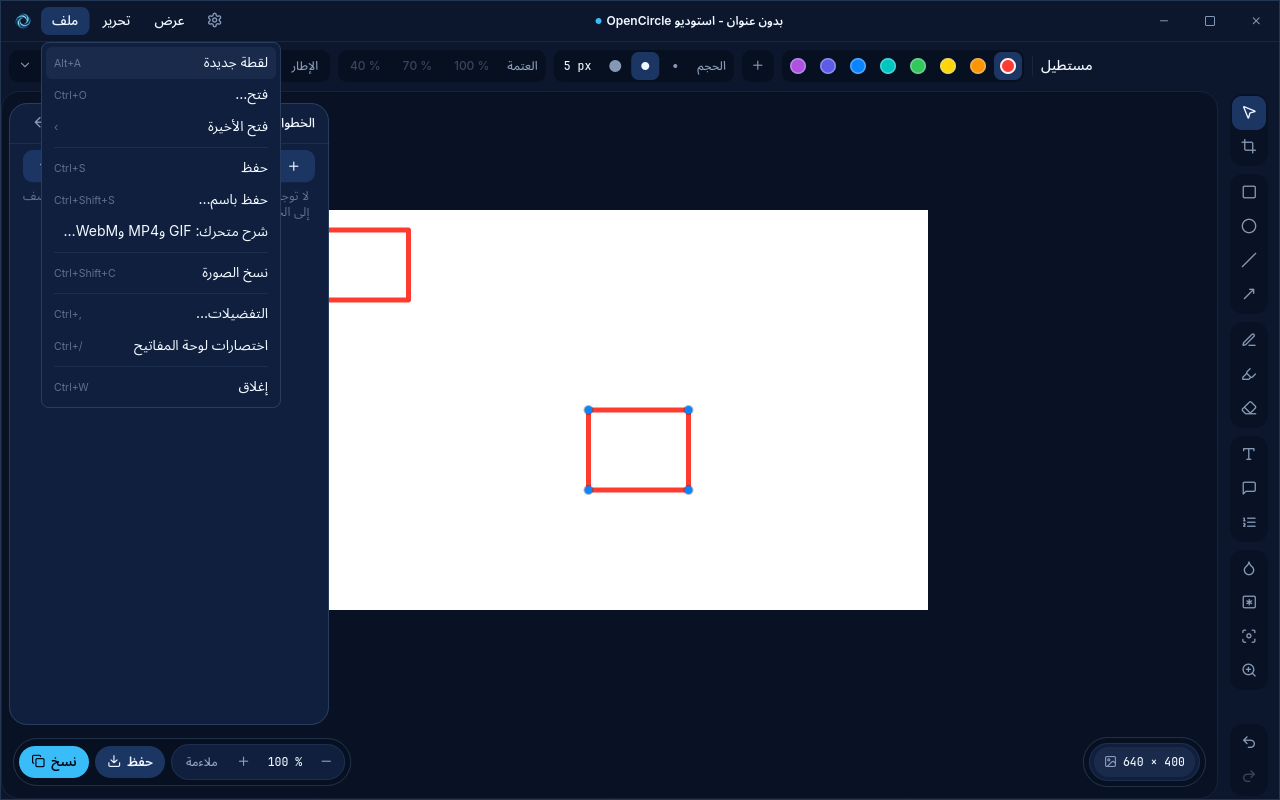 بدون عنوان - استوديو OpenCircle
ملف
تحرير
عرض
مستطيل
الحجم
5 px
العتمة
100 %
70 %
40 %
الإطار
لقطة جديدة Alt+A
فتح... Ctrl+O
فتح الأخيرة
حفظ Ctrl+S
حفظ باسم... Ctrl+Shift+S
شرح متحرك: GIF وMP4 وWebM...
نسخ الصورة Ctrl+Shift+C
التفضيلات... Ctrl+,
اختصارات لوحة المفاتيح Ctrl+/
إغلاق Ctrl+W
لا
نسخ
حفظ
ملاءمة
100 %
640 × 400